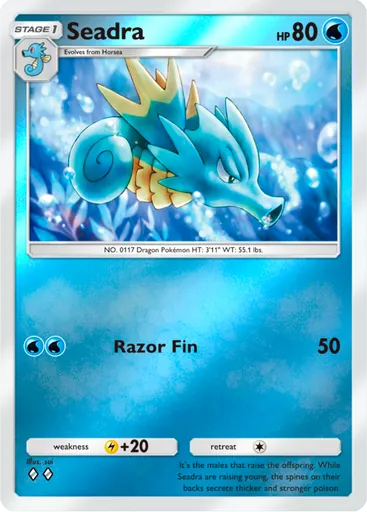 STAGE 1
Seadra
HP 80
Evolves from Horsea
NO. 0117 Dragon Pokémon HT: 3'11" WT: 55.1 lbs.
Razor Fin 50
weakness +20
retreat
Illus. sui
It's the males that raise the offspring. While
Seadra are raising young, the spines on their
backs secrete thicker and stronger poison.